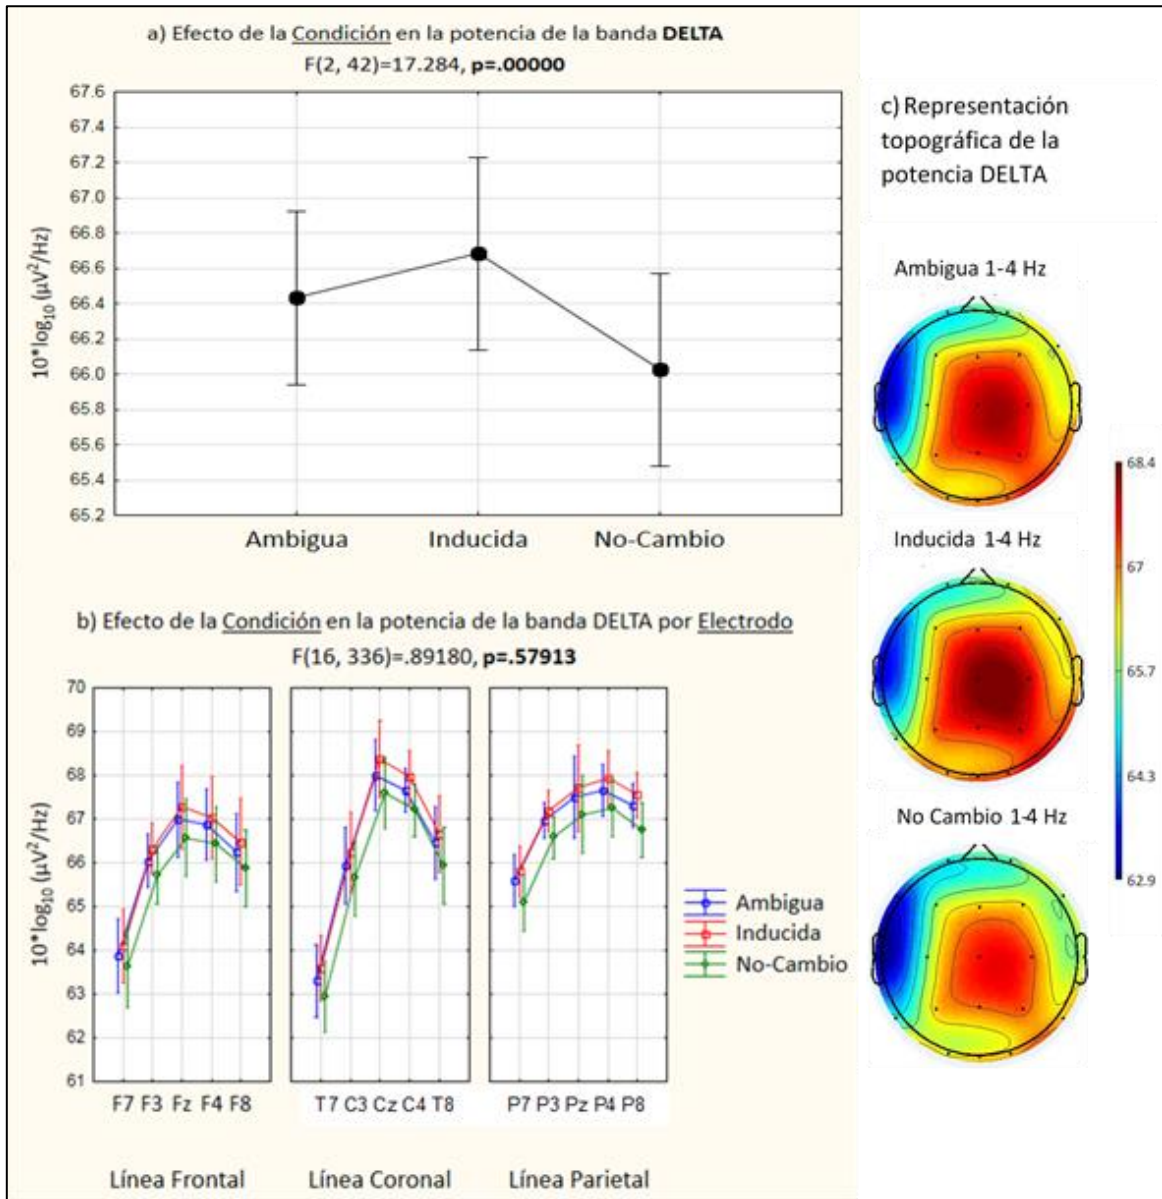 a) Efecto de la Condición en la potencia de la banda DELTA
F(2, 42)=17.284, p=.00000
67.6
67.4
67.2
67.0
66.8
66.6
66.4
66.2
66.0
65.8
65.6
65.4
65.2
10*log10 (µV²/Hz)
Ambigua Inducida No-Cambio
b) Efecto de la Condición en la potencia de la banda DELTA por Electrodo
F(16, 336)=.89180, p=.57913
70
69
68
67
66
65
64
63
62
61
10*log10 (µV²/Hz)
F7 F3 Fz F4 F8
T7 C3 Cz C4 T8
P7 P3 Pz P4 P8
Línea Frontal
Línea Coronal
Línea Parietal
Ambigua
Inducida
No-Cambio
c) Representación
topográfica de la
potencia DELTA
Ambigua 1-4 Hz
Inducida 1-4 Hz
No Cambio 1-4 Hz
68.4
67
65.7
64.3
62.9